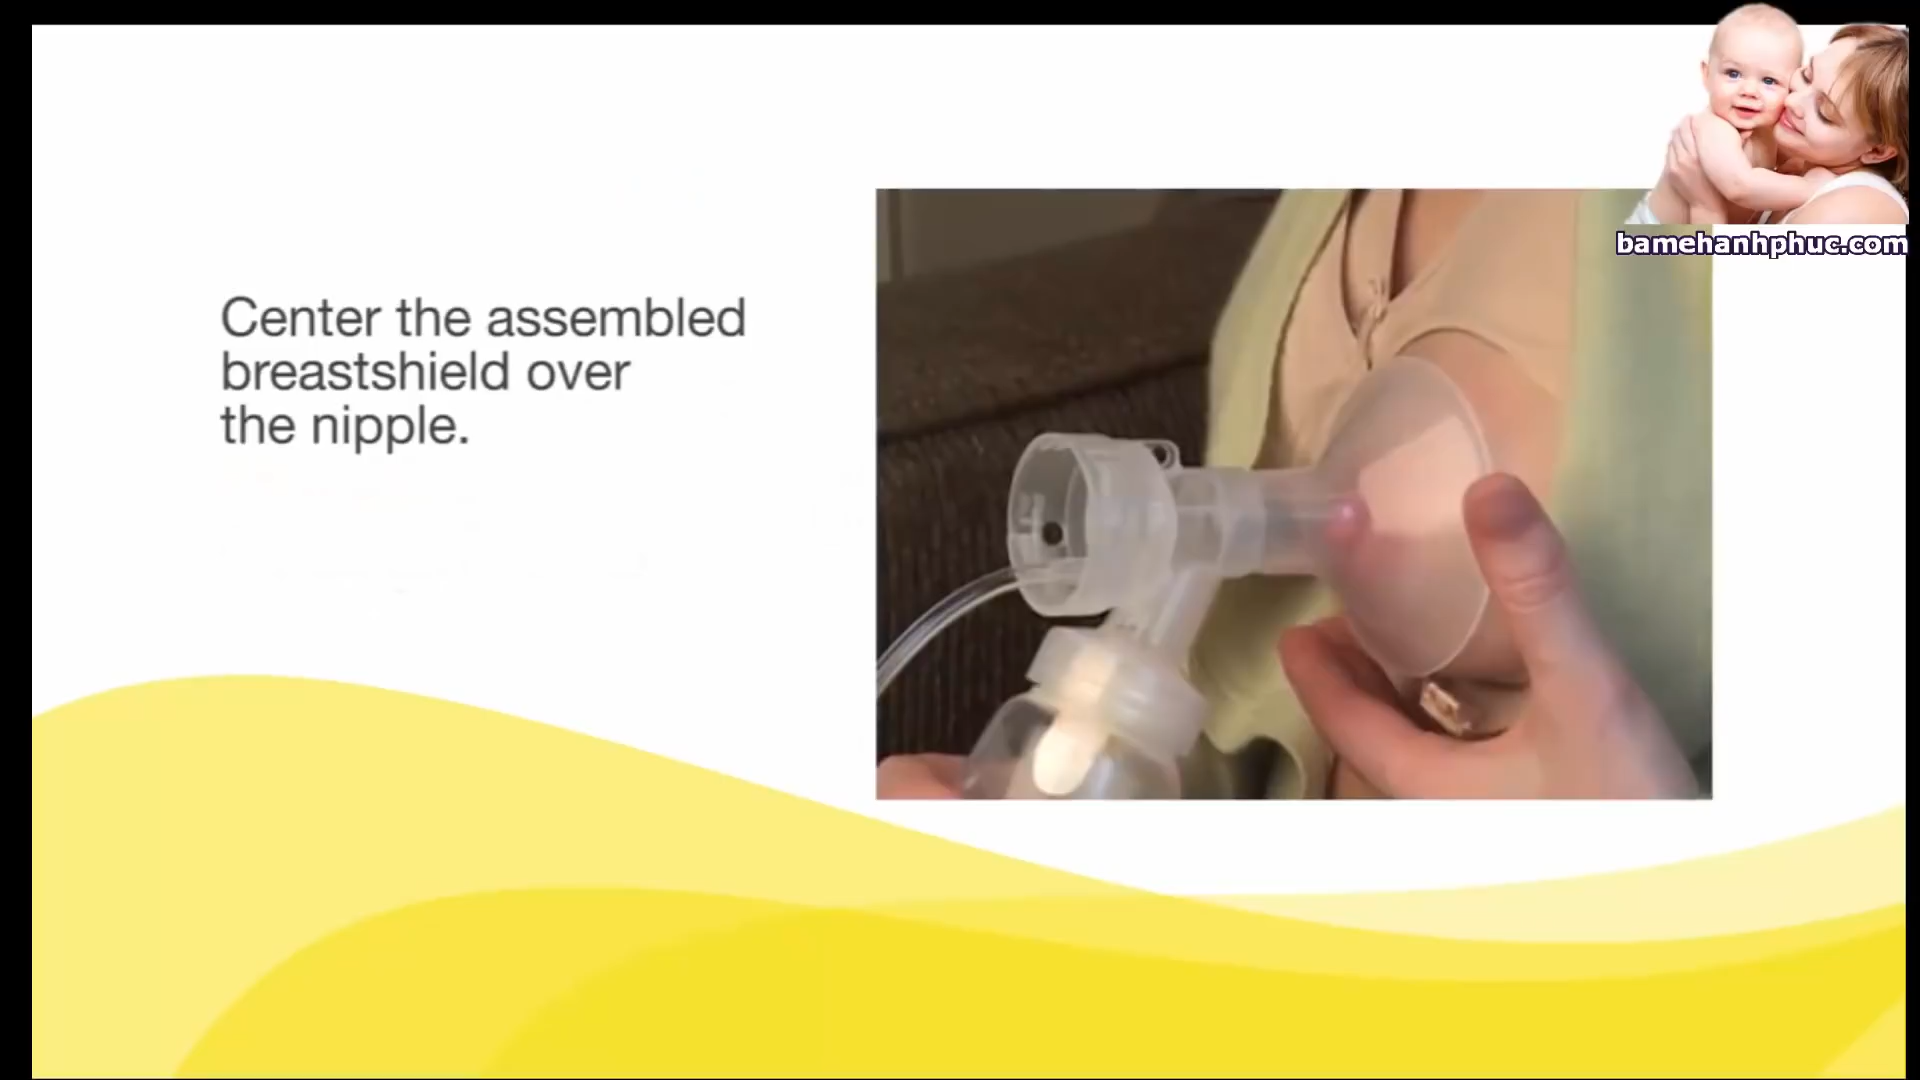 bamehanhphuc.com
Center the assembled
breastshield over
the nipple.